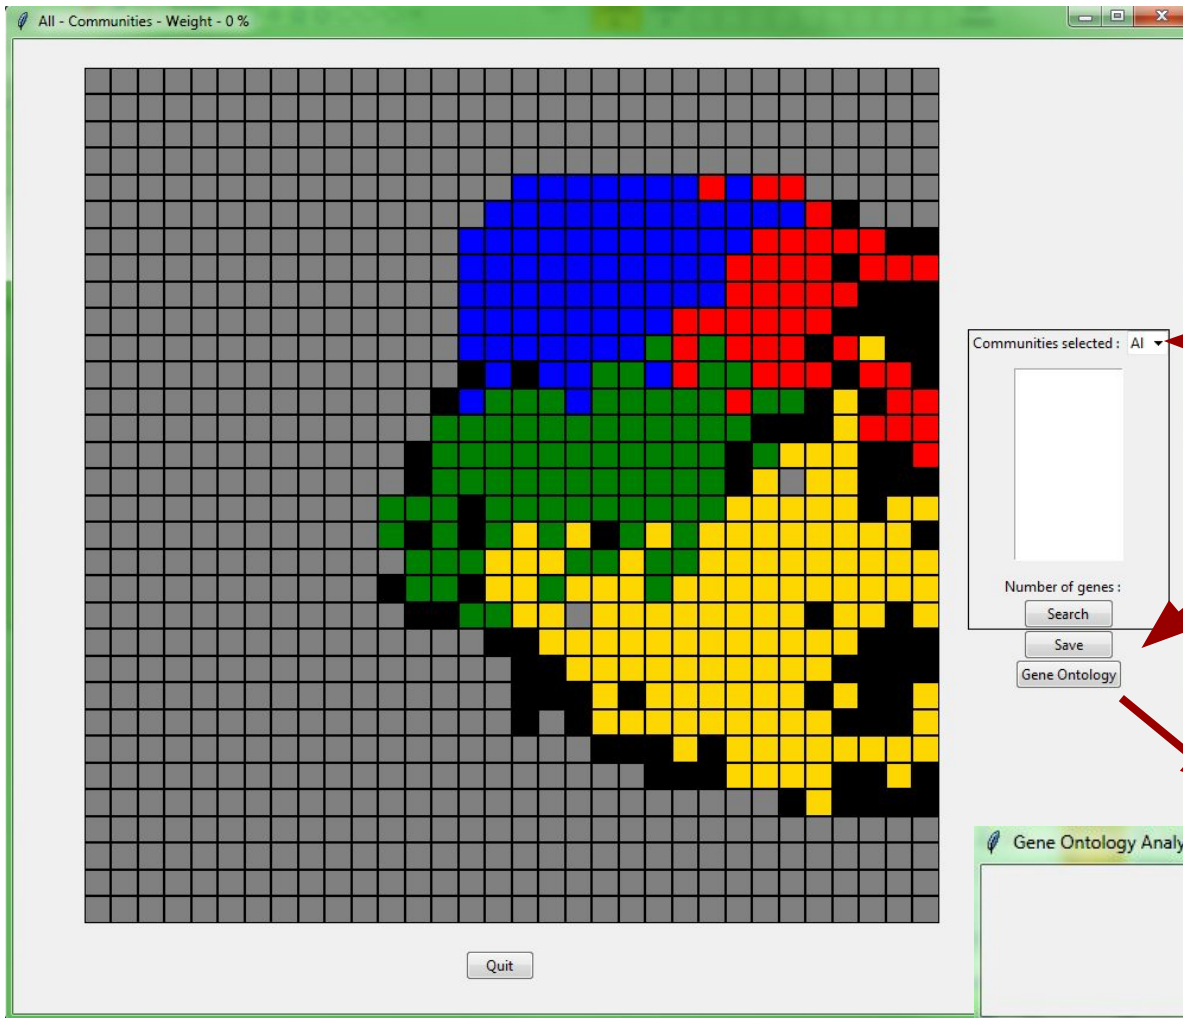 All - Communities - Weight - 0 %
Communities selected : Al
Number of genes :
Search
Save
Gene Ontology
Gene Ontology Analy
Quit